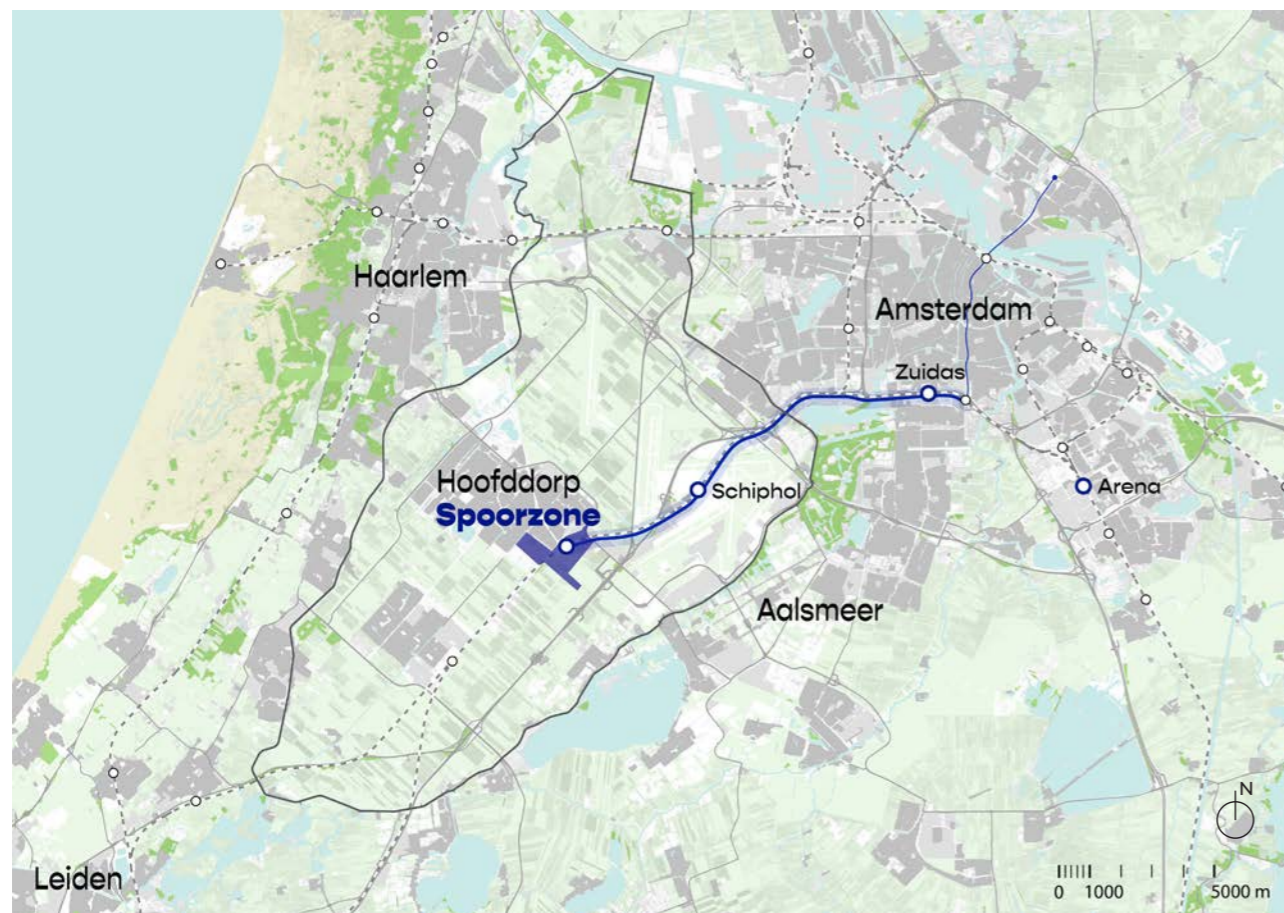 Haarlem
Amsterdam
Zuidas
Hoofddorp
Spoorzone
Schiphol
Arena
Aalsmeer
Leiden
N
0 1000 5000 m